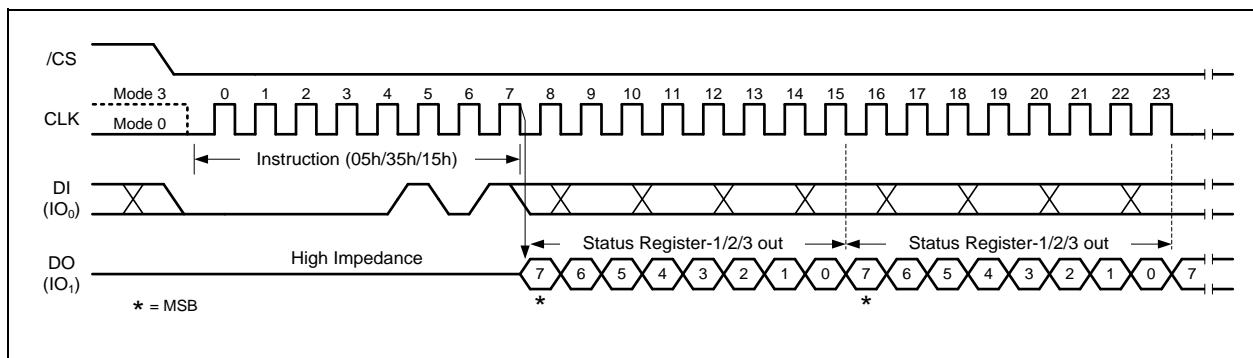 /CS
Mode 3
0 1 2 3 4 5 6 7 8 9 10 11 12 13 14 15 16 17 18 19 20 21 22 23
CLK
Mode 0
Instruction (05h/35h/15h)
DI
(IO₀)
Status Register-1/2/3 out Status Register-1/2/3 out
High Impedance
DO
(IO₁)
7 6 5 4 3 2 1 0 7 6 5 4 3 2 1 0 7
* *
* = MSB